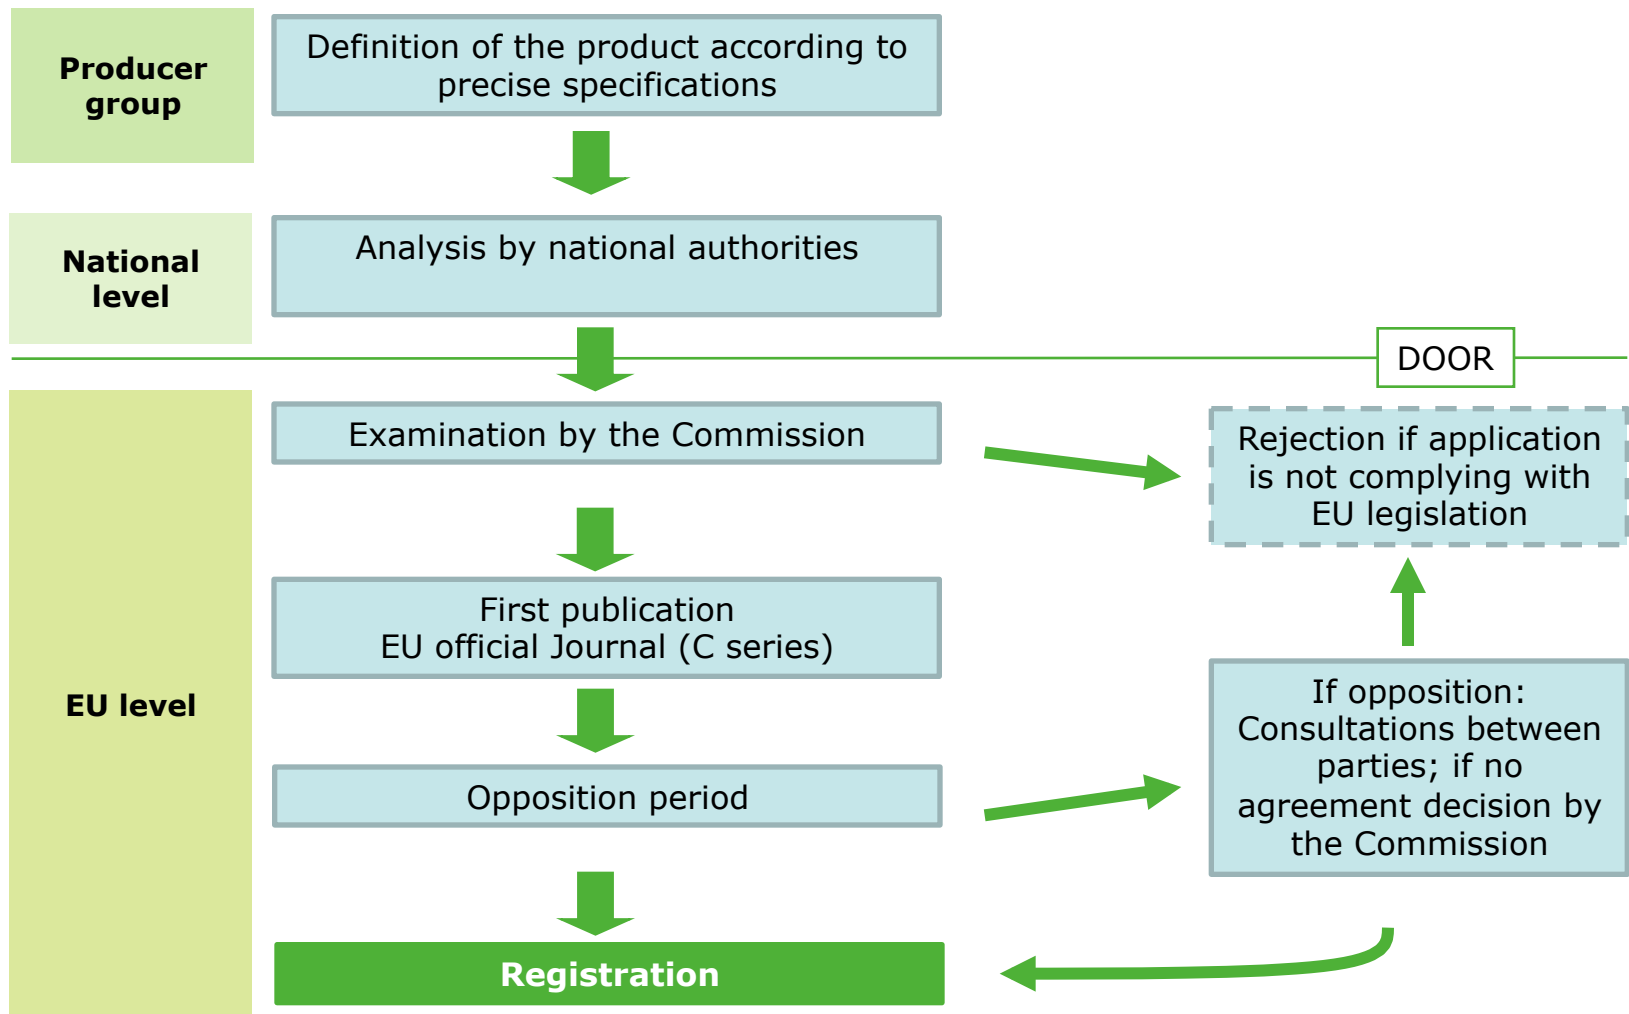 Producer
group
Definition of the product according to
precise specifications
National
level
Analysis by national authorities
DOOR
EU level
Examination by the Commission
Rejection if application
is not complying with
EU legislation
First publication
EU official Journal (C series)
Opposition period
If opposition:
Consultations between
parties; if no
agreement decision by
the Commission
Registration